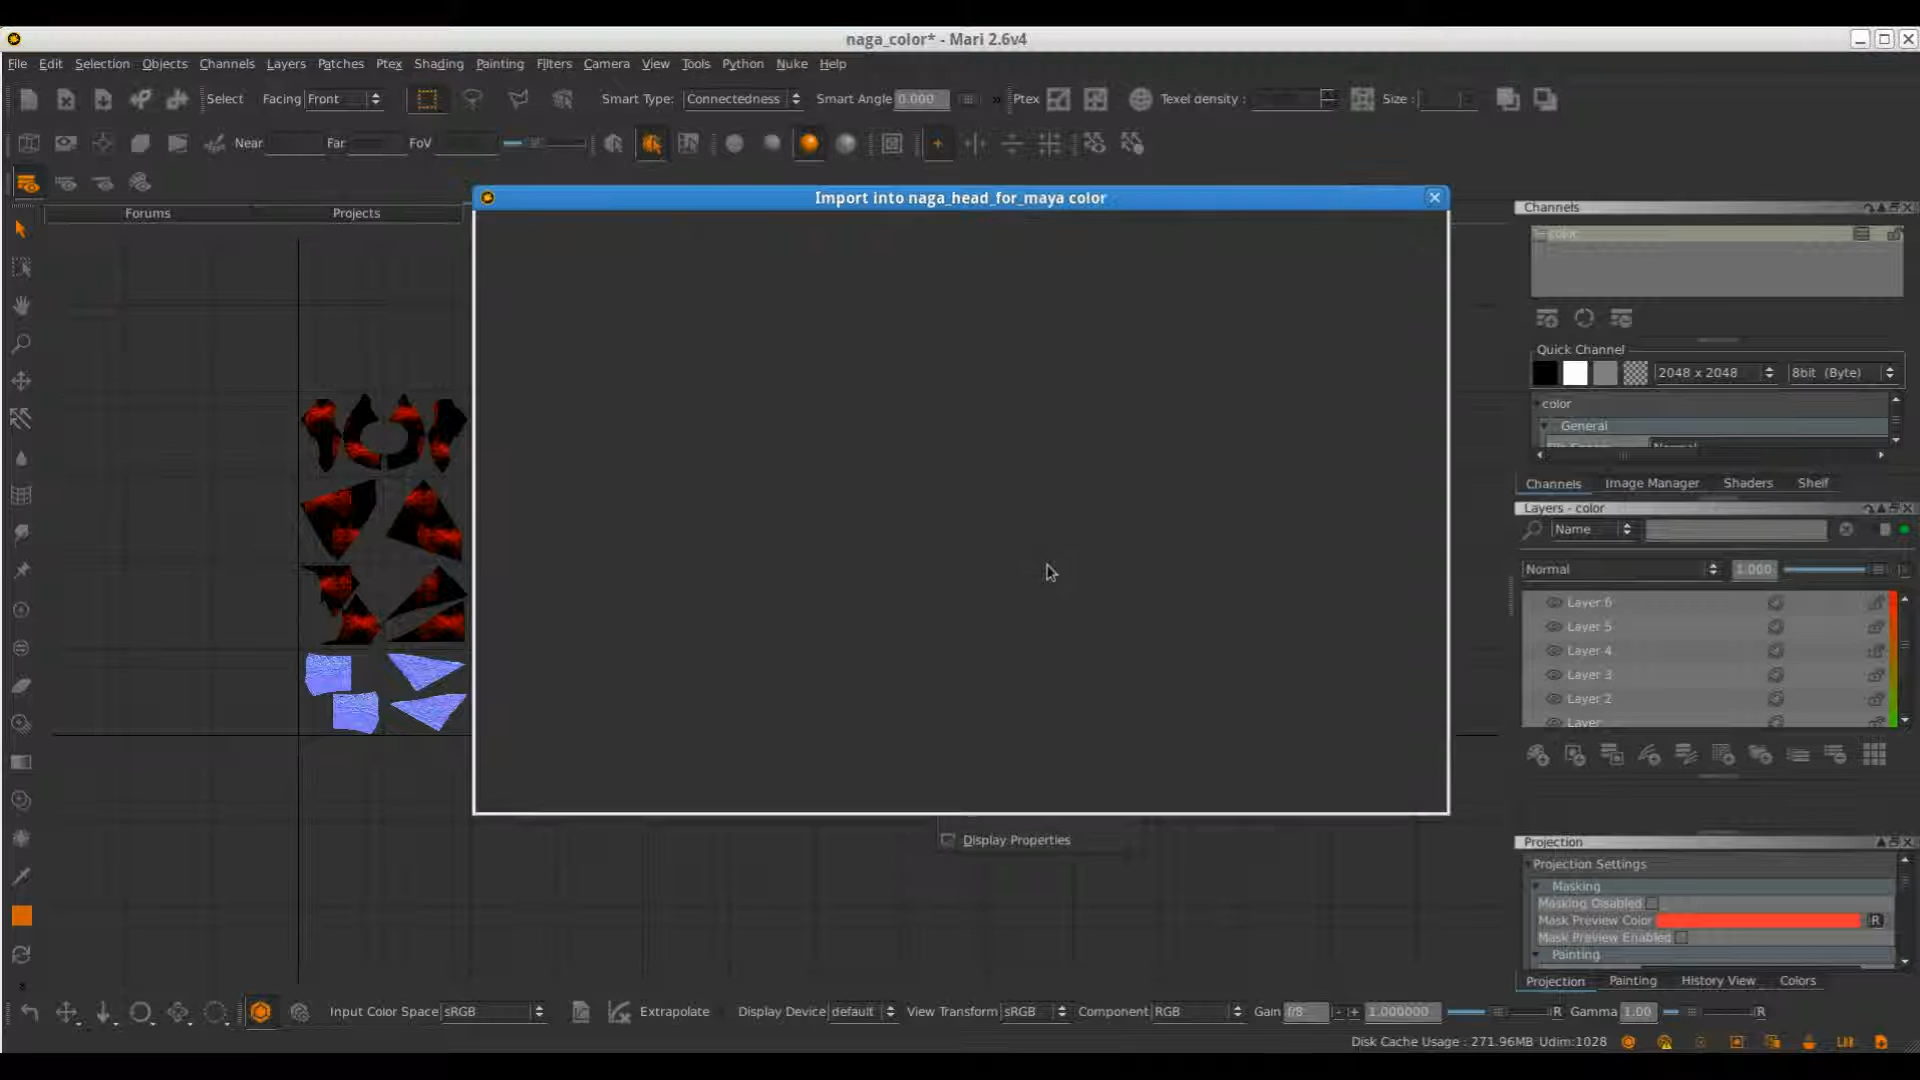 naga_color* - Mari 2.6v4
File Edit Selection Objects Channels Layers Patches Ptex Shading Painting Filters Camera View Tools Python Nuke Help
Select Facing Front Smart Type: Connectedness Smart Angle 0.000 » Ptex Texel density : Size :
Near Far FoV
Import into naga_head_for_maya color
Forums Projects
Channels
color
Quick Channel
2048 x 2048 8bit (Byte)
color
General
Normal
Channels Image Manager Shaders Shelf
Layers - color
Name
Normal 1.000
Layer 6
Layer 5
Layer 4
Layer 3
Layer 2
Layer
Display Properties
Projection
Projection Settings
Masking
Masking Disabled
Mask Preview Color R
Mask Preview Enabled
Painting
Projection Painting History View Colors
Input Color Space sRGB Extrapolate Display Device default View Transform sRGB Component RGB Gain f/8 - + 1.000000 R Gamma 1.00 R
Disk Cache Usage : 271.96MB Udim:1028